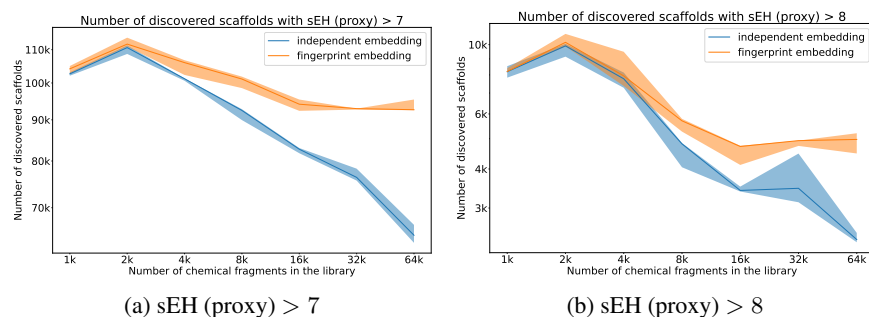 Number of discovered scaffolds with sEH (proxy) > 7
independent embedding
fingerprint embedding
Number of discovered scaffolds
110k
100k
90k
80k
70k
1k 2k 4k 8k 16k 32k 64k
Number of chemical fragments in the library
(a) sEH (proxy) > 7
Number of discovered scaffolds with sEH (proxy) > 8
independent embedding
fingerprint embedding
Number of discovered scaffolds
10k
6k
4k
3k
1k 2k 4k 8k 16k 32k 64k
Number of chemical fragments in the library
(b) sEH (proxy) > 8